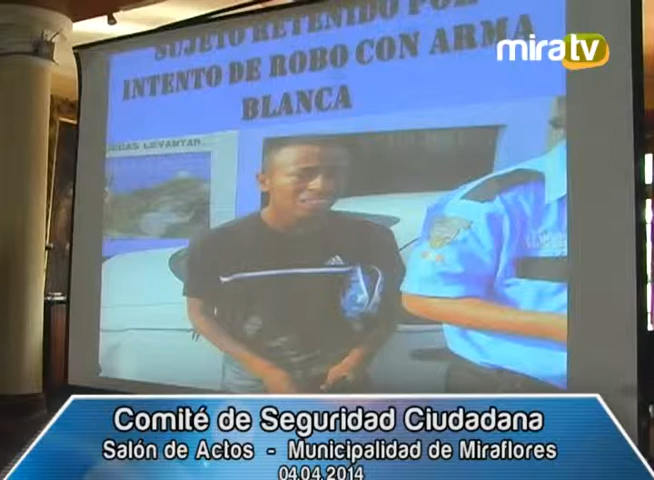 SUJETO RETENIDO POR
INTENTO DE ROBO CON ARMA
BLANCA
miratv
Comité de Seguridad Ciudadana
Salón de Actos - Municipalidad de Miraflores
04.04.2014